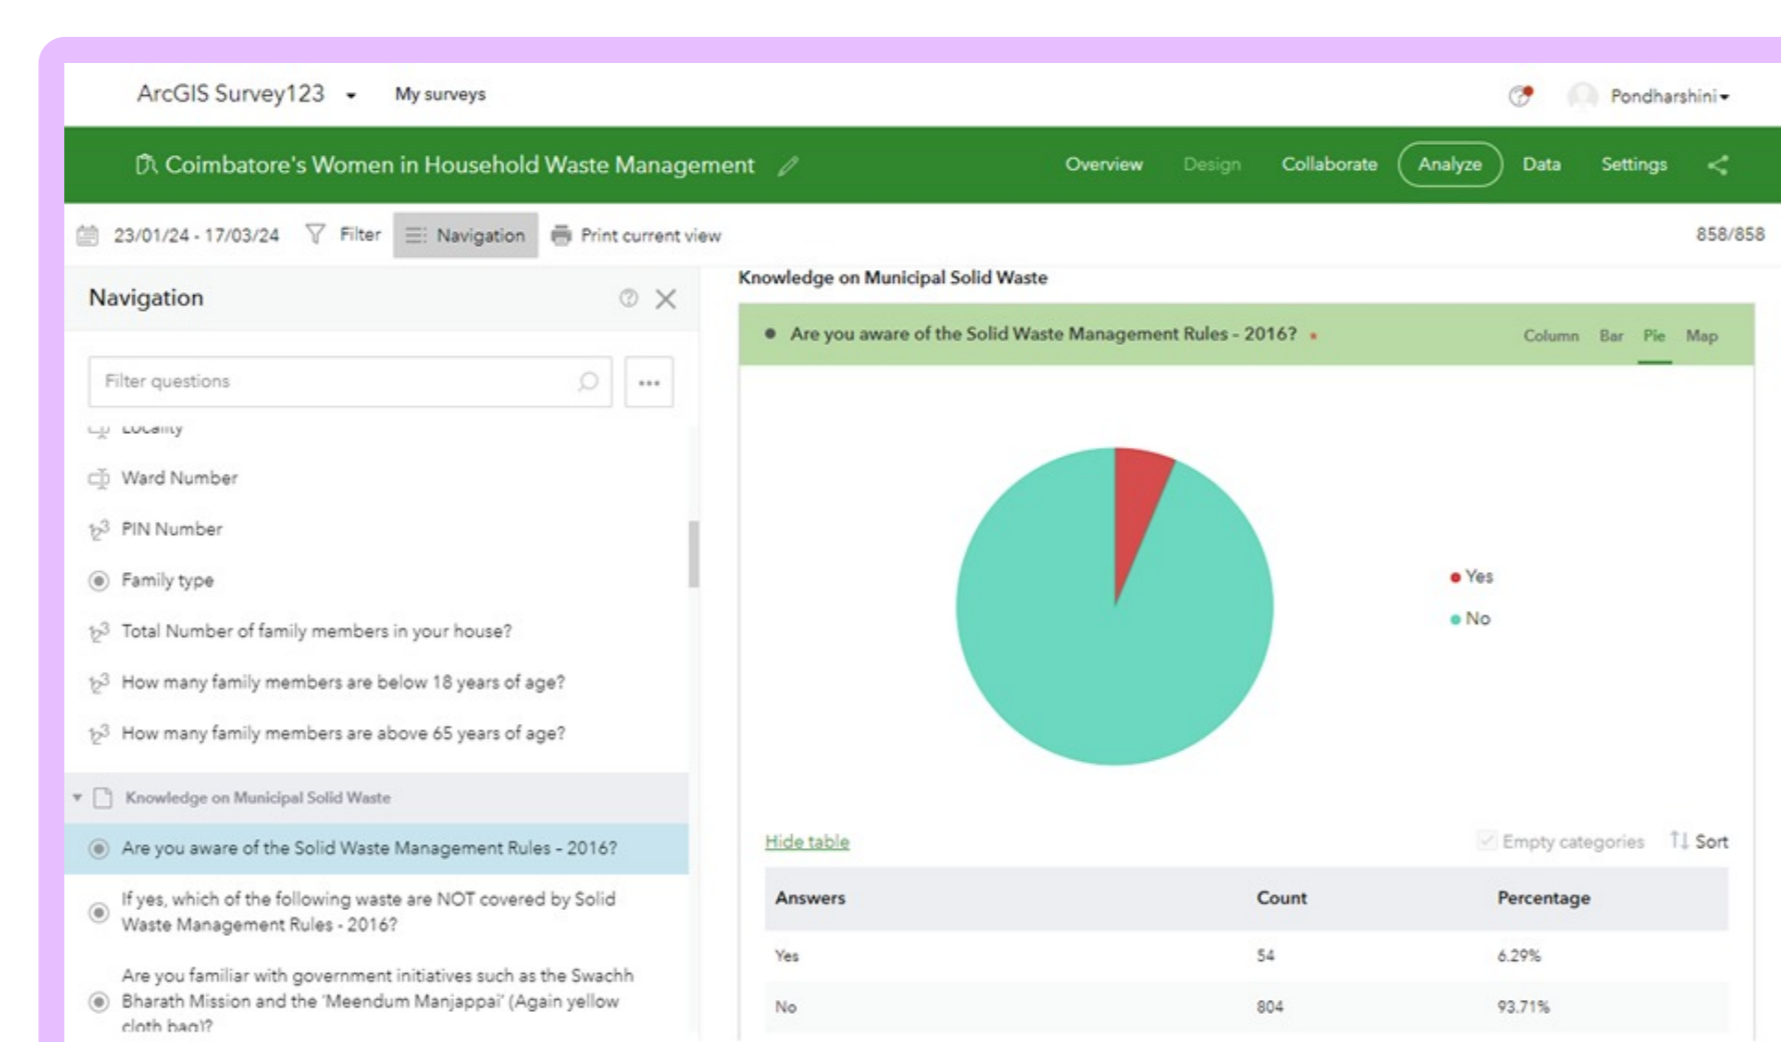 ArcGIS Survey123 My surveys Pondharshini
Coimbatore's Women in Household Waste Management Overview Design Collaborate Analyze Data Settings
23/01/24 - 17/03/24 Filter Navigation Print current view 858/858
Navigation
Filter questions
Locality
Ward Number
PIN Number
Family type
Total Number of family members in your house?
How many family members are below 18 years of age?
How many family members are above 65 years of age?
Knowledge on Municipal Solid Waste
Are you aware of the Solid Waste Management Rules - 2016?
If yes, which of the following waste are NOT covered by Solid
Waste Management Rules - 2016?
Are you familiar with government initiatives such as the Swachh
Bharath Mission and the 'Meendum Manjappai' (Again yellow
cloth bag)?
Knowledge on Municipal Solid Waste
Are you aware of the Solid Waste Management Rules - 2016? * Column Bar Pie Map
Yes
No
Hide table Empty categories Sort
Answers Count Percentage
Yes 54 6.29%
No 804 93.71%